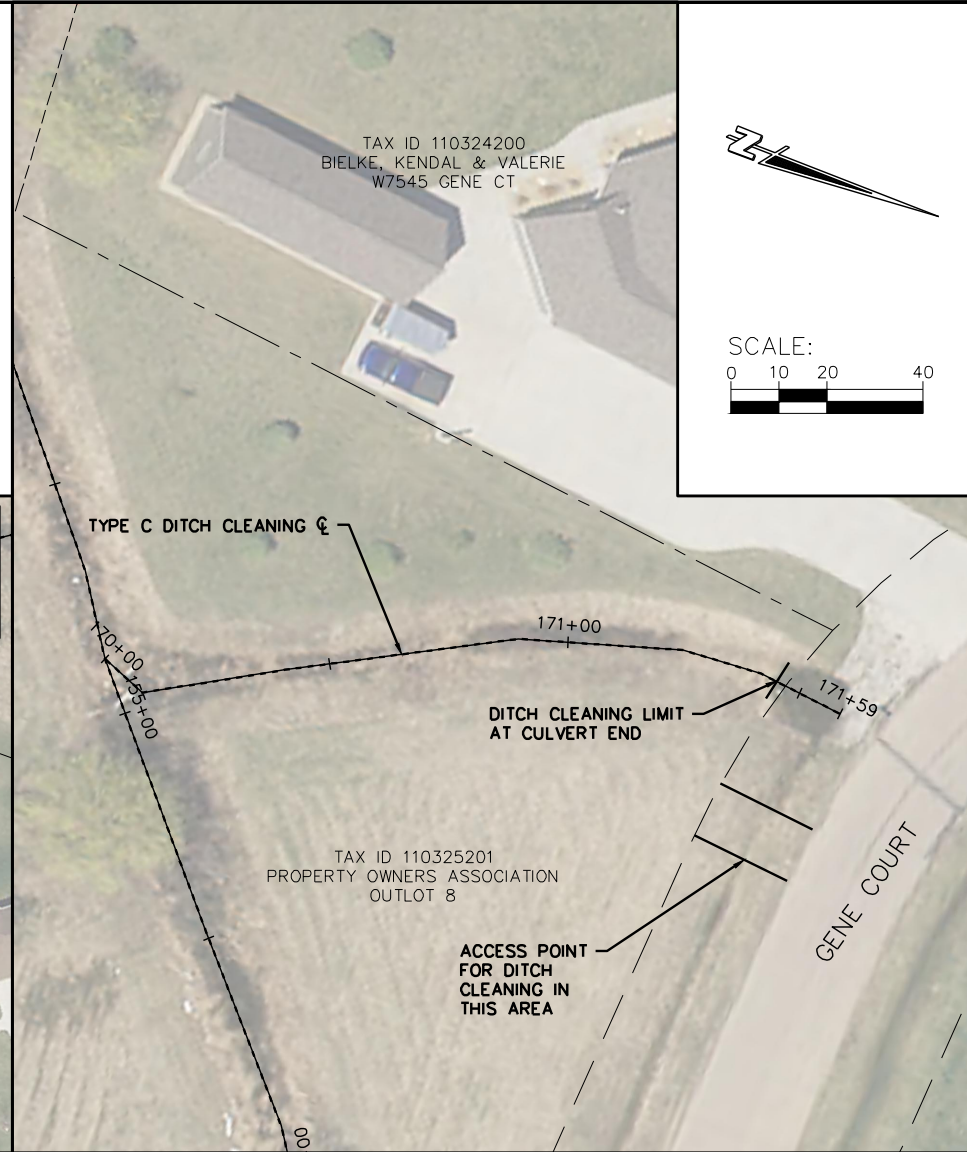 TAX ID 110324200
BIELKE, KENDAL & VALERIE
W7545 GENE CT
N
SCALE:
0 10 20 40
TYPE C DITCH CLEANING ℄
171+00
170+00
155+00
171+59
DITCH CLEANING LIMIT
AT CULVERT END
TAX ID 110325201
PROPERTY OWNERS ASSOCIATION
OUTLOT 8
GENE COURT
ACCESS POINT
FOR DITCH
CLEANING IN
THIS AREA
00